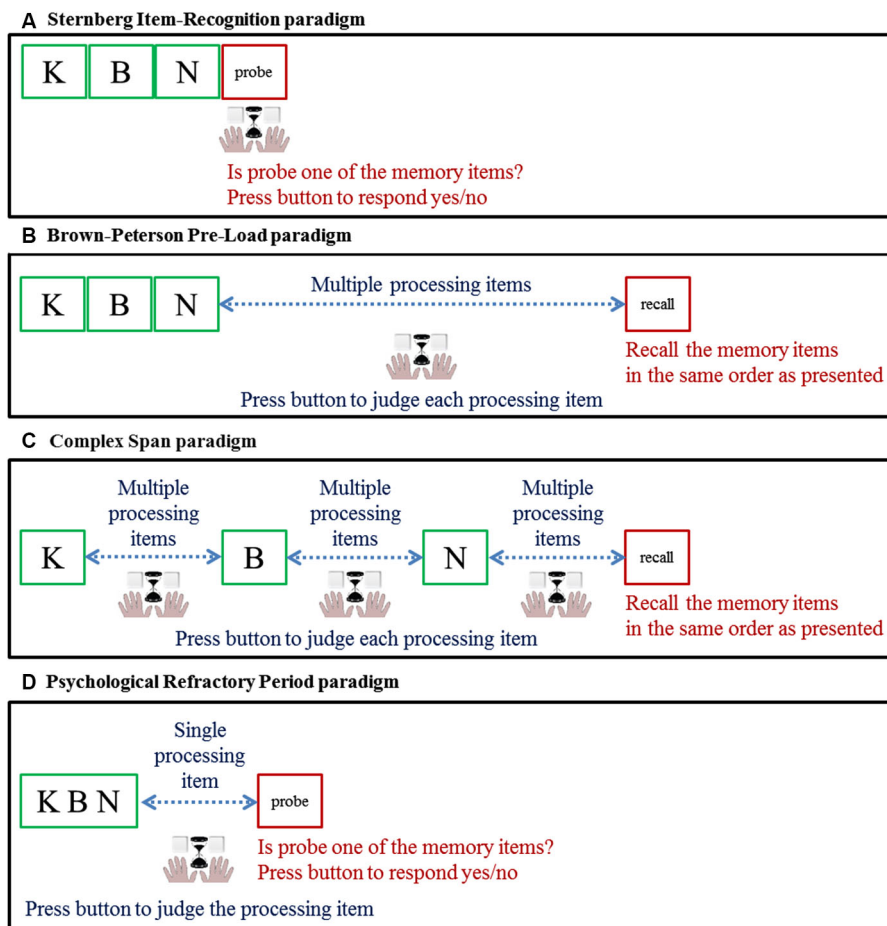 A Sternberg Item-Recognition paradigm
K B N probe
Is probe one of the memory items?
Press button to respond yes/no
B Brown-Peterson Pre-Load paradigm
Multiple processing items
K B N recall
Recall the memory items
in the same order as presented
Press button to judge each processing item
C Complex Span paradigm
Multiple Multiple Multiple
processing processing processing
items items items
K B N recall
Recall the memory items
in the same order as presented
Press button to judge each processing item
D Psychological Refractory Period paradigm
Single
processing
item
K B N probe
Is probe one of the memory items?
Press button to respond yes/no
Press button to judge the processing item